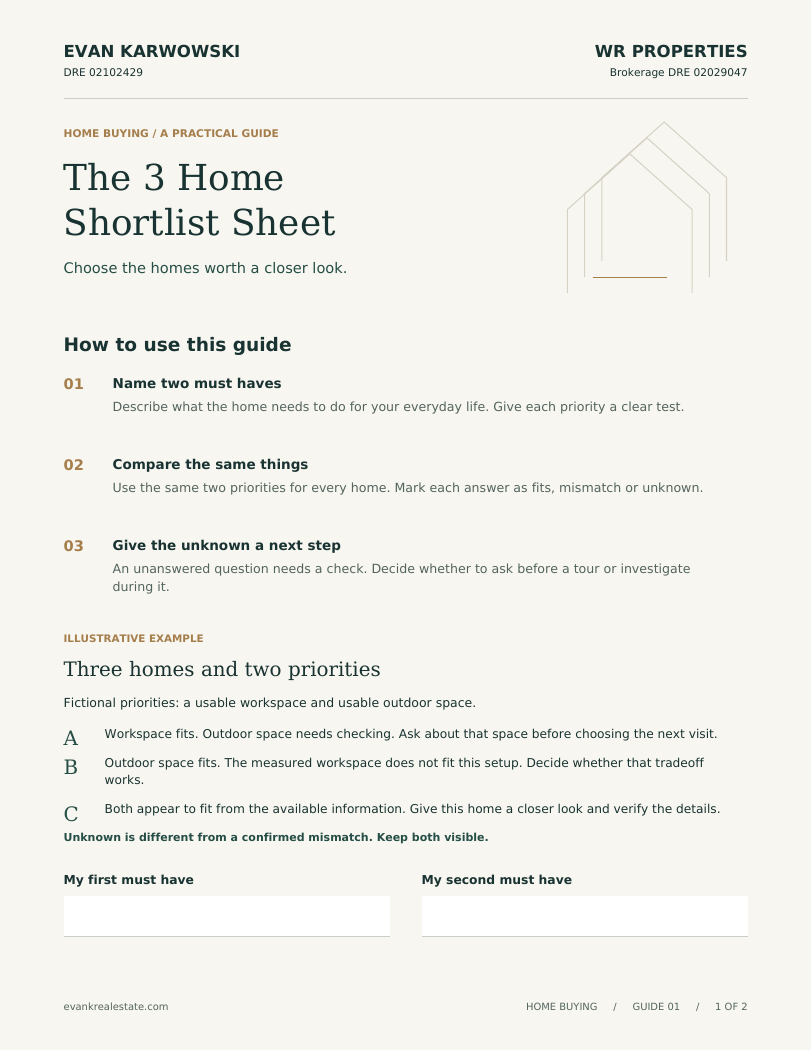 EVAN KARWOWSKI
WR PROPERTIES
DRE 02102429
Brokerage DRE 02029047
HOME BUYING / A PRACTICAL GUIDE
The 3 Home
Shortlist Sheet
Choose the homes worth a closer look.
How to use this guide
01
Name two must haves
Describe what the home needs to do for your everyday life. Give each priority a clear test.
02
Compare the same things
Use the same two priorities for every home. Mark each answer as fits, mismatch or unknown.
03
Give the unknown a next step
An unanswered question needs a check. Decide whether to ask before a tour or investigate
during it.
ILLUSTRATIVE EXAMPLE
Three homes and two priorities
Fictional priorities: a usable workspace and usable outdoor space.
A
Workspace fits. Outdoor space needs checking. Ask about that space before choosing the next visit.
B
Outdoor space fits. The measured workspace does not fit this setup. Decide whether that tradeoff
works.
C
Both appear to fit from the available information. Give this home a closer look and verify the details.
Unknown is different from a confirmed mismatch. Keep both visible.
My first must have
My second must have
evankrealestate.com
HOME BUYING / GUIDE 01 / 1 OF 2